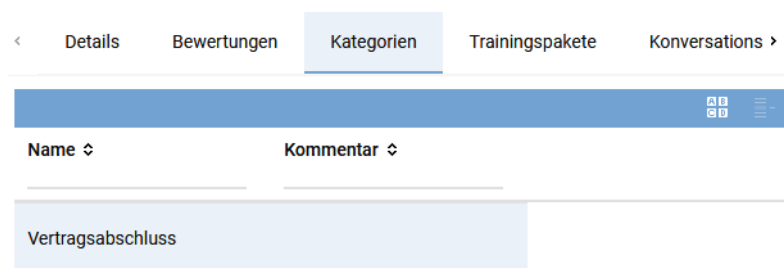 Details Bewertungen Kategorien Trainingspakete Konversations
A B
C D
Name Kommentar
Vertragsabschluss